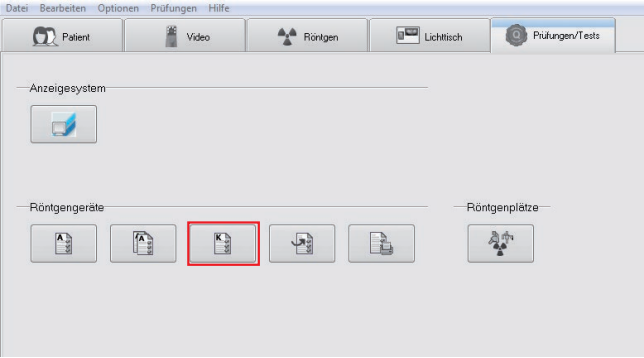 Datei Bearbeiten Optionen Prüfungen Hilfe
Patient Video Röntgen Lichttisch Prüfungen/Tests
Anzeigesystem
Röntgengeräte Röntgenplätze
A A K